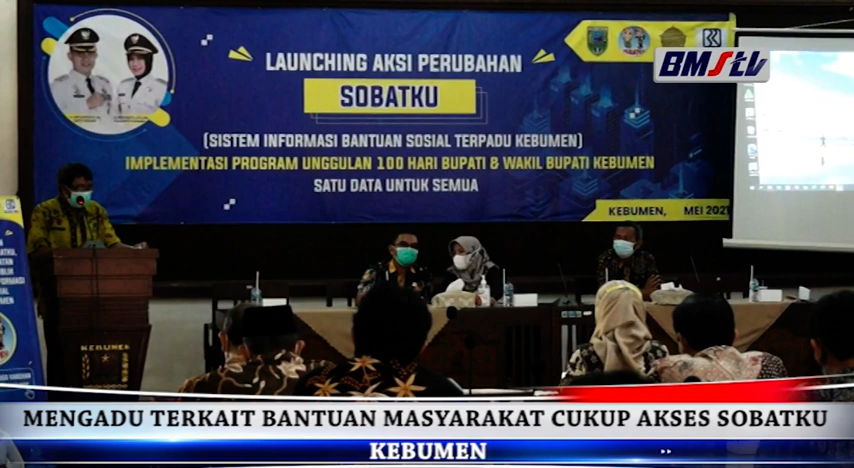 LAUNCHING AKSI PERUBAHAN
SOBATKU
(SISTEM INFORMASI BANTUAN SOSIAL TERPADU KEBUMEN)
IMPLEMENTASI PROGRAM UNGGULAN 100 HARI BUPATI & WAKIL BUPATI KEBUMEN
SATU DATA UNTUK SEMUA
KEBUMEN, MEI 2021
BMStv
KEBUMEN
MENGADU TERKAIT BANTUAN MASYARAKAT CUKUP AKSES SOBATKU
KEBUMEN